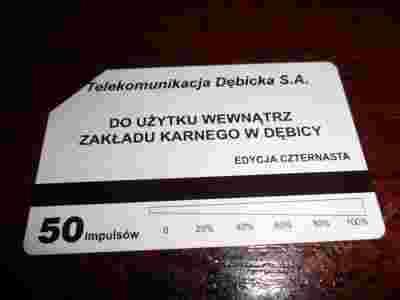 Telekomunikacja Dębicka S.A.
DO UŻYTKU WEWNĄTRZ
ZAKŁADU KARNEGO W DĘBICY
EDYCJA CZTERNASTA
50 impulsów
0 20% 40% 60% 80% 100%